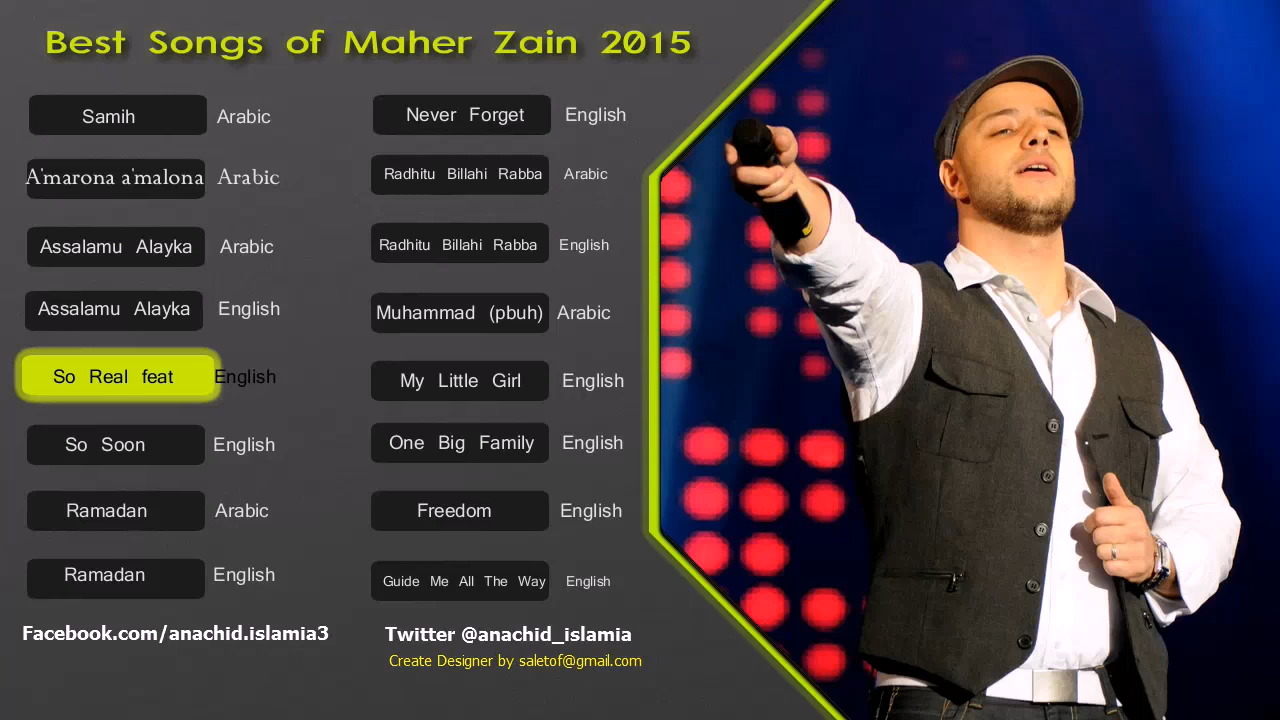 Best Songs of Maher Zain 2015
Samih Arabic
A'marona a'malona Arabic
Assalamu Alayka Arabic
Assalamu Alayka English
So Real feat English
So Soon English
Ramadan Arabic
Ramadan English
Facebook.com/anachid.islamia3
Never Forget English
Radhitu Billahi Rabba Arabic
Radhitu Billahi Rabba English
Muhammad (pbuh) Arabic
My Little Girl English
One Big Family English
Freedom English
Guide Me All The Way English
Twitter @anachid_islamia
Create Designer by saletof@gmail.com